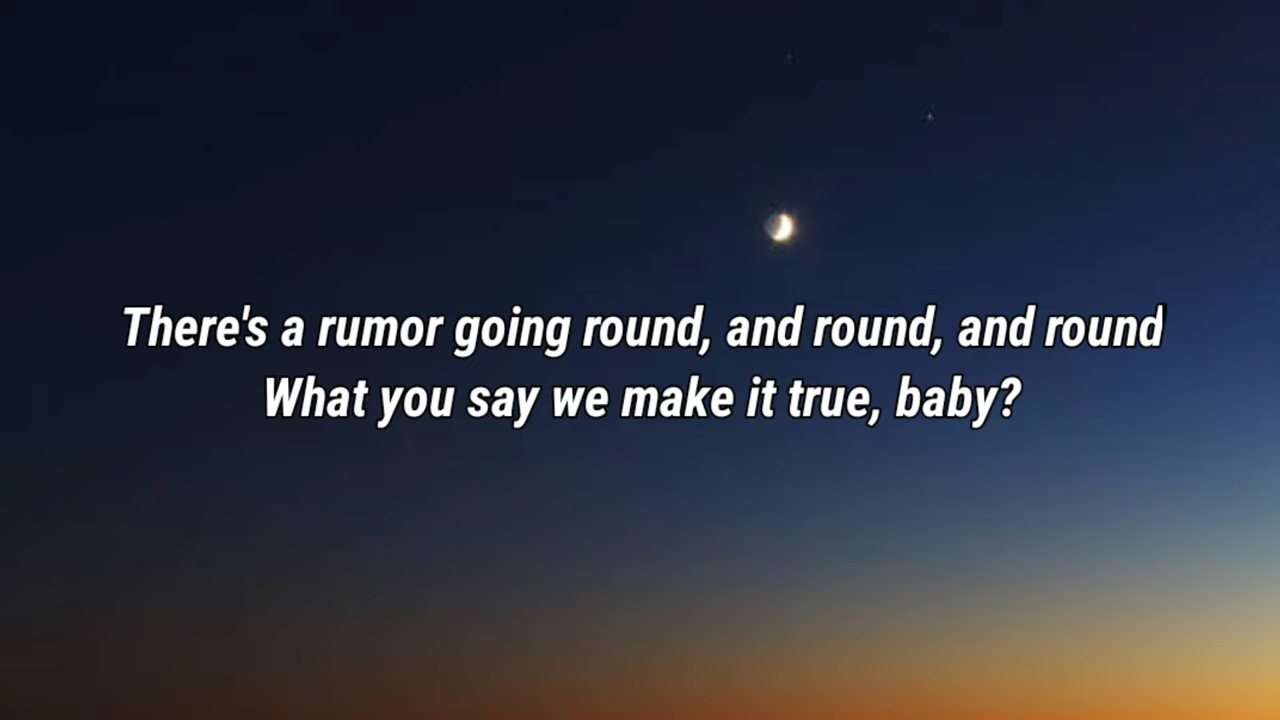 There's a rumor going round, and round, and round
What you say we make it true, baby?